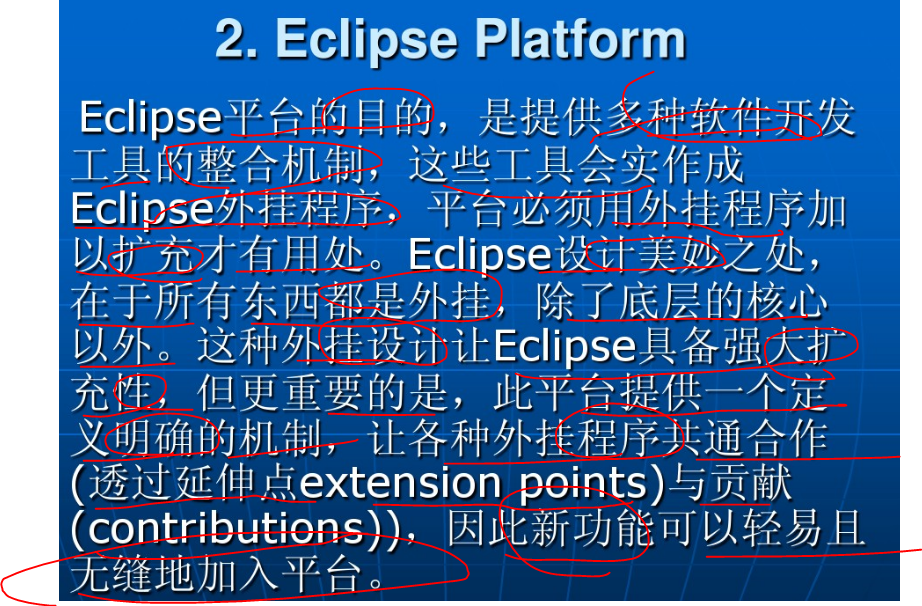 2. Eclipse Platform
Eclipse平台的目的，是提供多种软件开发
工具的整合机制，这些工具会实作成
Eclipse外挂程序，平台必须用外挂程序加
以扩充才有用处。Eclipse设计美妙之处，
在于所有东西都是外挂，除了底层的核心
以外。这种外挂设计让Eclipse具备强大扩
充性，但更重要的是，此平台提供一个定
义明确的机制，让各种外挂程序共通合作
(透过延伸点extension points)与贡献
(contributions))，因此新功能可以轻易且
无缝地加入平台。